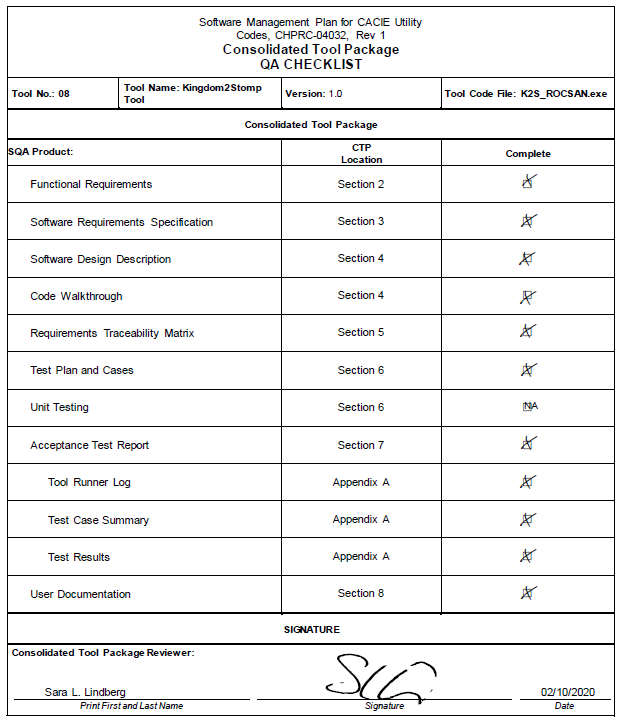 Software Management Plan for CACIE Utility
Codes, CHPRC-04032, Rev 1
Consolidated Tool Package
QA CHECKLIST
Tool No.: 08
Tool Name: Kingdom2Stomp
Tool
Version: 1.0
Tool Code File: K2S_ROCSAN.exe
Consolidated Tool Package
SQA Product:
CTP
Location
Complete
Functional Requirements Section 2
Software Requirements Specification Section 3
Software Design Description Section 4
Code Walkthrough Section 4
Requirements Traceability Matrix Section 5
Test Plan and Cases Section 6
Unit Testing Section 6 NA
Acceptance Test Report Section 7
Tool Runner Log Appendix A
Test Case Summary Appendix A
Test Results Appendix A
User Documentation Section 8
SIGNATURE
Consolidated Tool Package Reviewer:
Sara L. Lindberg 02/10/2020
Print First and Last Name Signature Date